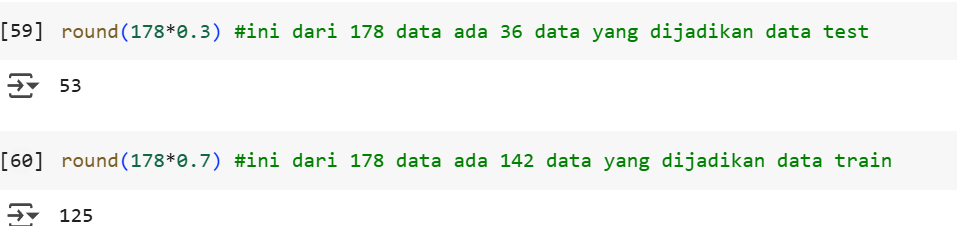 [59] round(178*0.3) #ini dari 178 data ada 36 data yang dijadikan data test
53
[60] round(178*0.7) #ini dari 178 data ada 142 data yang dijadikan data train
125